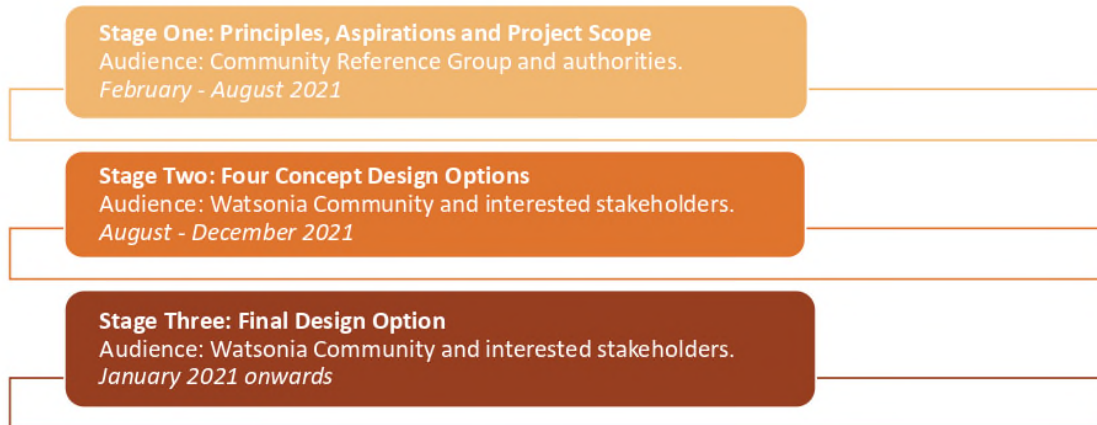 Stage One: Principles, Aspirations and Project Scope
Audience: Community Reference Group and authorities.
February - August 2021
Stage Two: Four Concept Design Options
Audience: Watsonia Community and interested stakeholders.
August - December 2021
Stage Three: Final Design Option
Audience: Watsonia Community and interested stakeholders.
January 2021 onwards